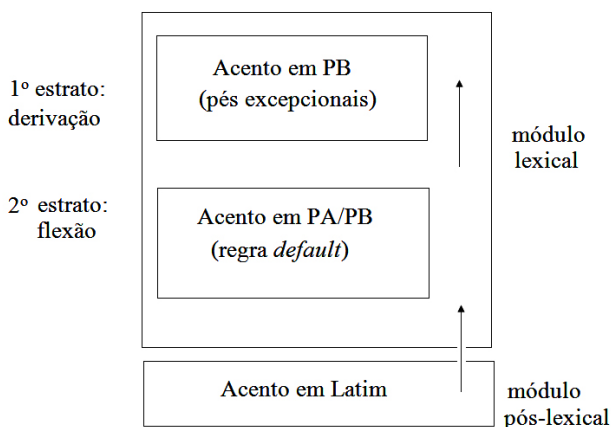 1º estrato:
derivação
Acento em PB
(pés excepcionais)
módulo
lexical
2º estrato:
flexão
Acento em PA/PB
(regra default)
Acento em Latim
módulo
pós-lexical